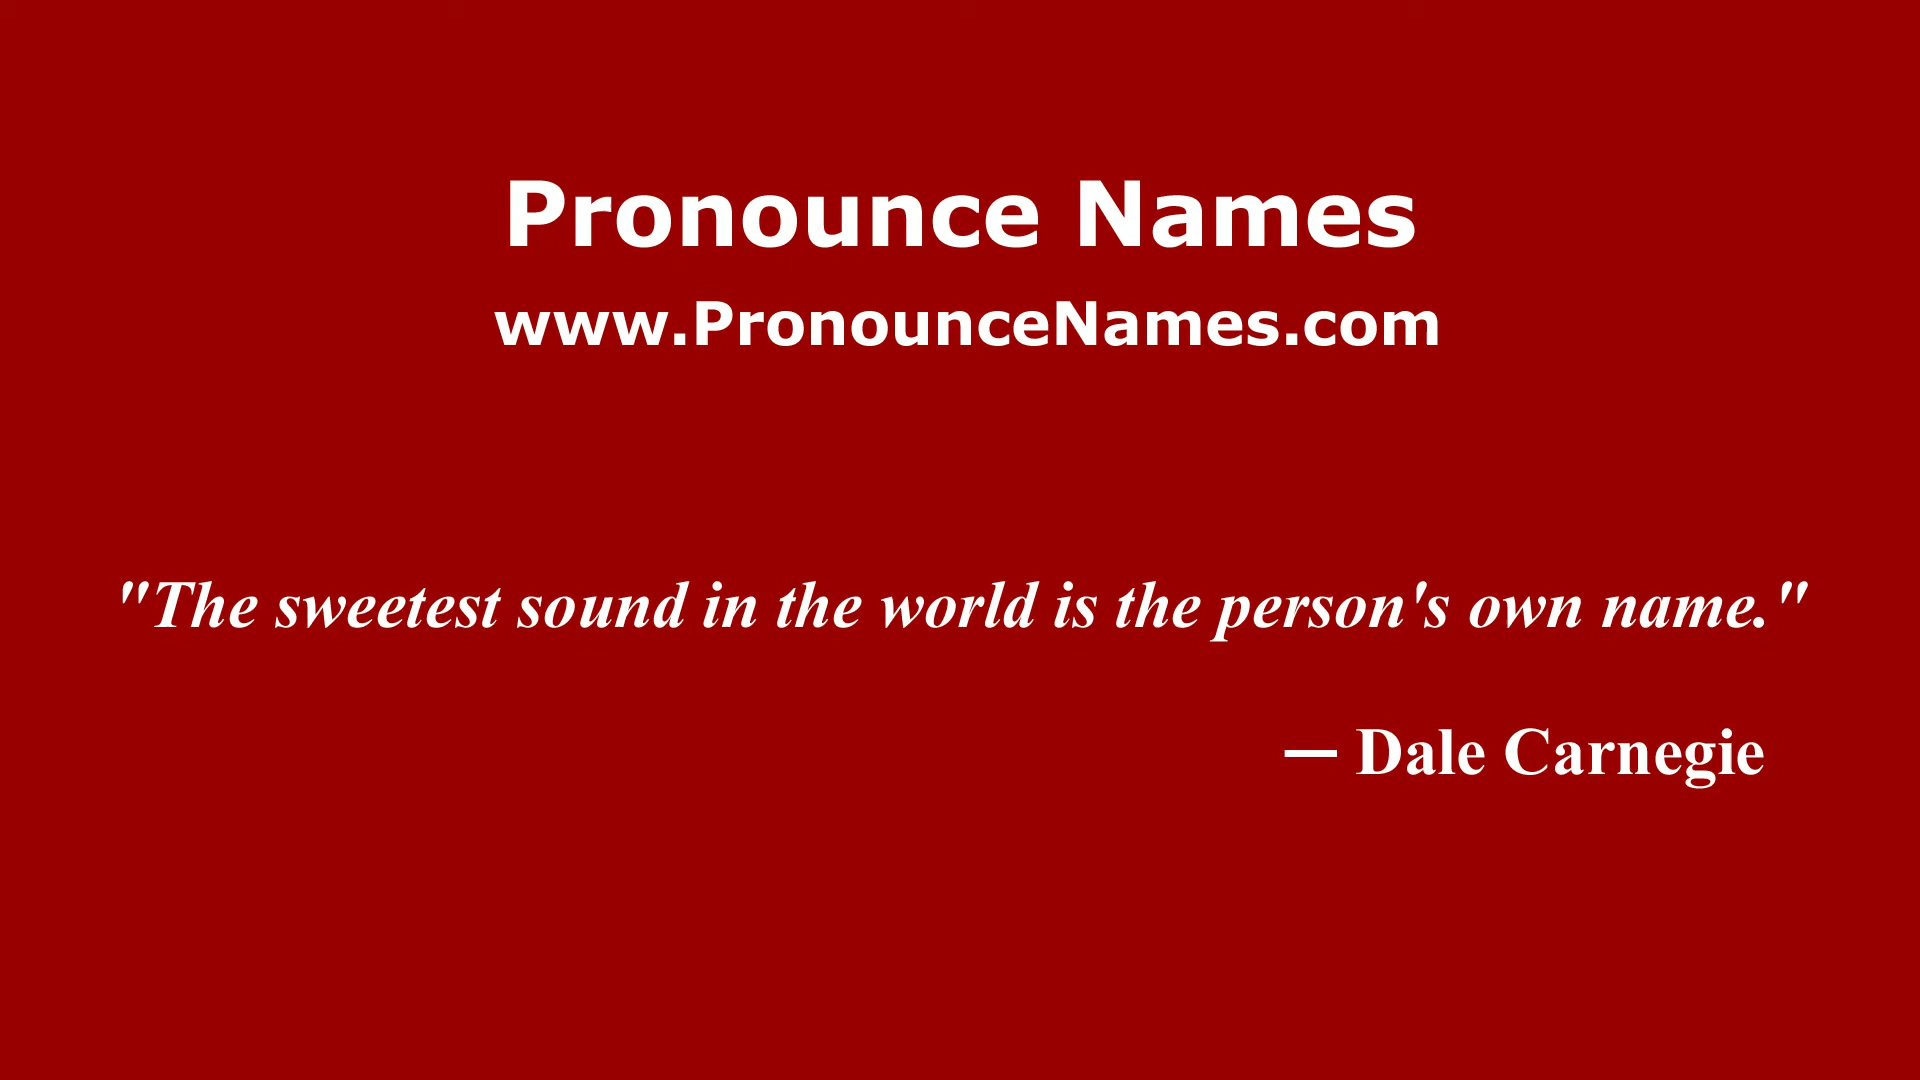 Pronounce Names
www.PronounceNames.com
"The sweetest sound in the world is the person's own name."
— Dale Carnegie